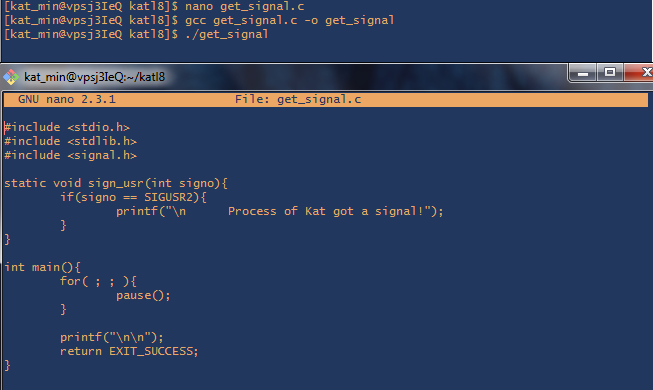 [kat_min@vpsj3IeQ katl8]$ nano get_signal.c
[kat_min@vpsj3IeQ katl8]$ gcc get_signal.c -o get_signal
[kat_min@vpsj3IeQ katl8]$ ./get_signal
kat_min@vpsj3IeQ:~/katl8
GNU nano 2.3.1 File: get_signal.c
#include <stdio.h>
#include <stdlib.h>
#include <signal.h>
static void sign_usr(int signo){
if(signo == SIGUSR2){
printf("\n Process of Kat got a signal!");
}
}
int main(){
for( ; ; ){
pause();
}
printf("\n\n");
return EXIT_SUCCESS;
}